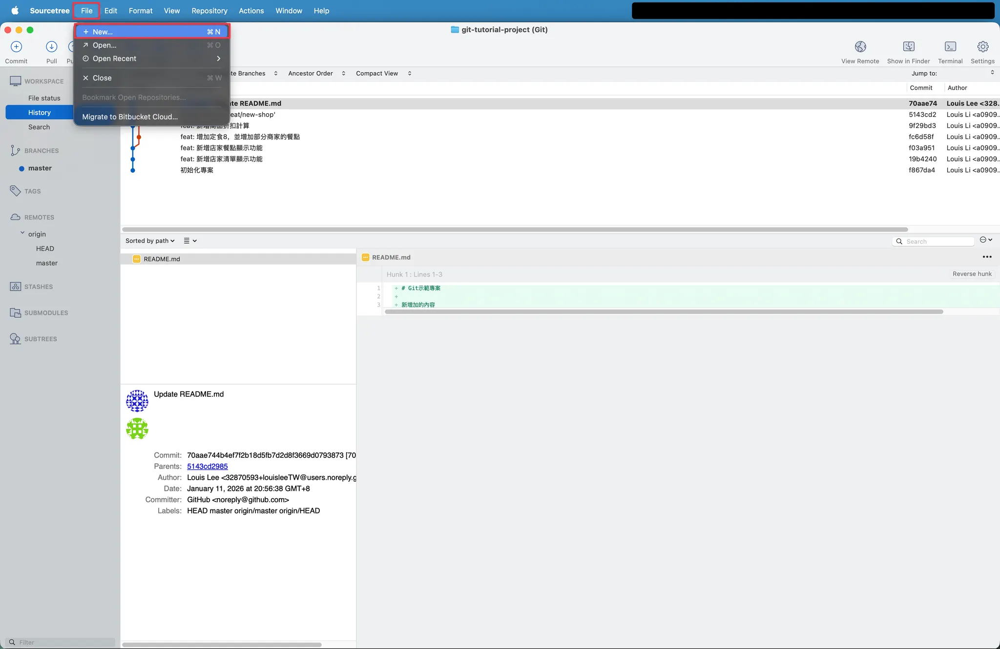 Sourcetree File Edit Format View Repository Actions Window Help
git-tutorial-project (Git)
+ New... ⌘ N
Open... ⌘ O
Open Recent
Close ⌘ W
Bookmark Open Repositories...
Migrate to Bitbucket Cloud...
Commit Pull Pu View Remote Show in Finder Terminal Settings
te Branches Ancestor Order Compact View Jump to:
Commit Author
te README.md 70aae74 Louis Lee <328..
eat/new-shop' 5143cd2 Louis Li <a0909..
feat: 新增商品折扣計算 9f29bd3 Louis Li <a0909..
feat: 增加定食8，並增加部分商家的餐點 fc6d58f Louis Li <a0909..
feat: 新增店家餐點顯示功能 f03a951 Louis Li <a0909..
feat: 新增店家清單顯示功能 19b4240 Louis Li <a0909..
初始化專案 f867da4 Louis Li <a0909..
WORKSPACE
File status
History
Search
BRANCHES
master
TAGS
REMOTES
origin
HEAD
master
STASHES
SUBMODULES
SUBTREES
Filter
Sorted by path Search
README.md
README.md
Hunk 1 : Lines 1-3 Reverse hunk
1 + # Git示範專案
2 +
3 + 新增加的內容
Update README.md
Commit: 70aae744b4ef7f2b18d5fb7d2d8f3669d0793873 [70
Parents: 5143cd2985
Author: Louis Lee <32870593+louisleeTW@users.noreply.g
Date: January 11, 2026 at 20:56:38 GMT+8
Committer: GitHub <noreply@github.com>
Labels: HEAD master origin/master origin/HEAD